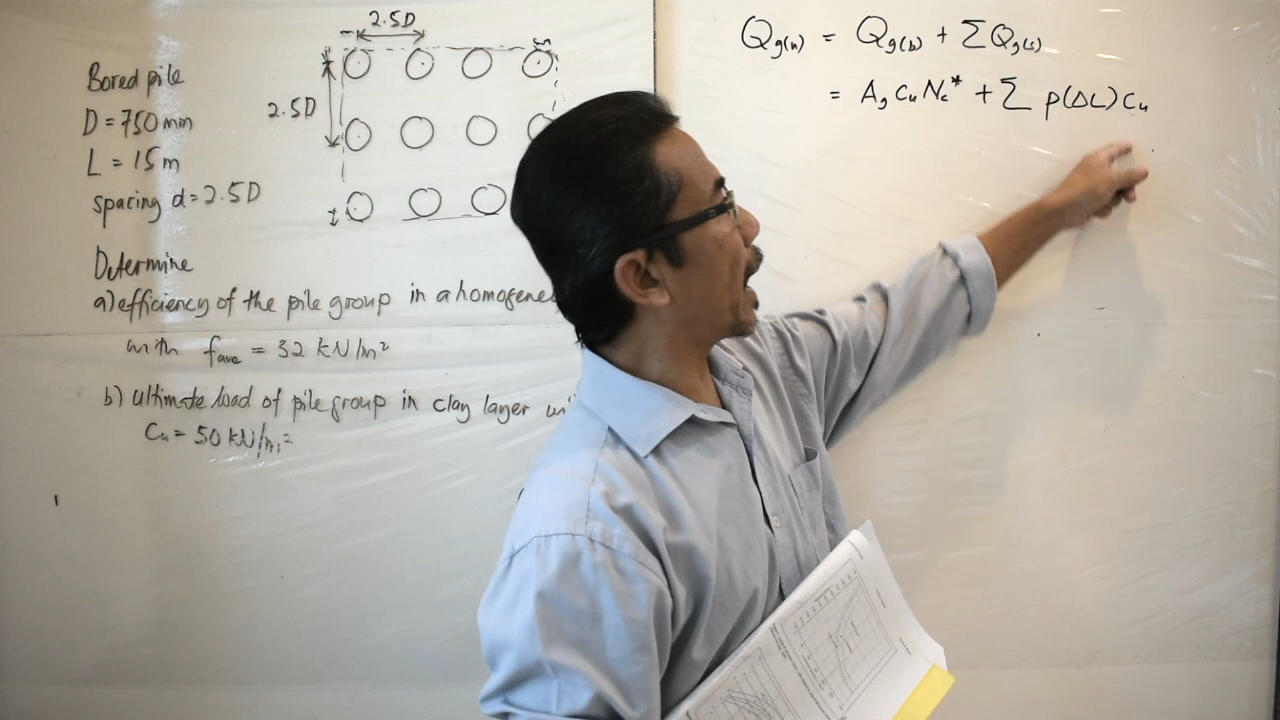 2.5D
2.5D
Bored pile
D = 750 mm
L = 15 m
spacing d = 2.5D
Determine
a) efficiency of the pile group in a homogene
with fave = 32 kN/m²
b) Ultimate load of pile group in clay layer
Cu = 50 kN/m²
Qg(u) = Qg(b) + ΣQg(s)
= Ag Cu Nc* + Σ p(ΔL) Cu